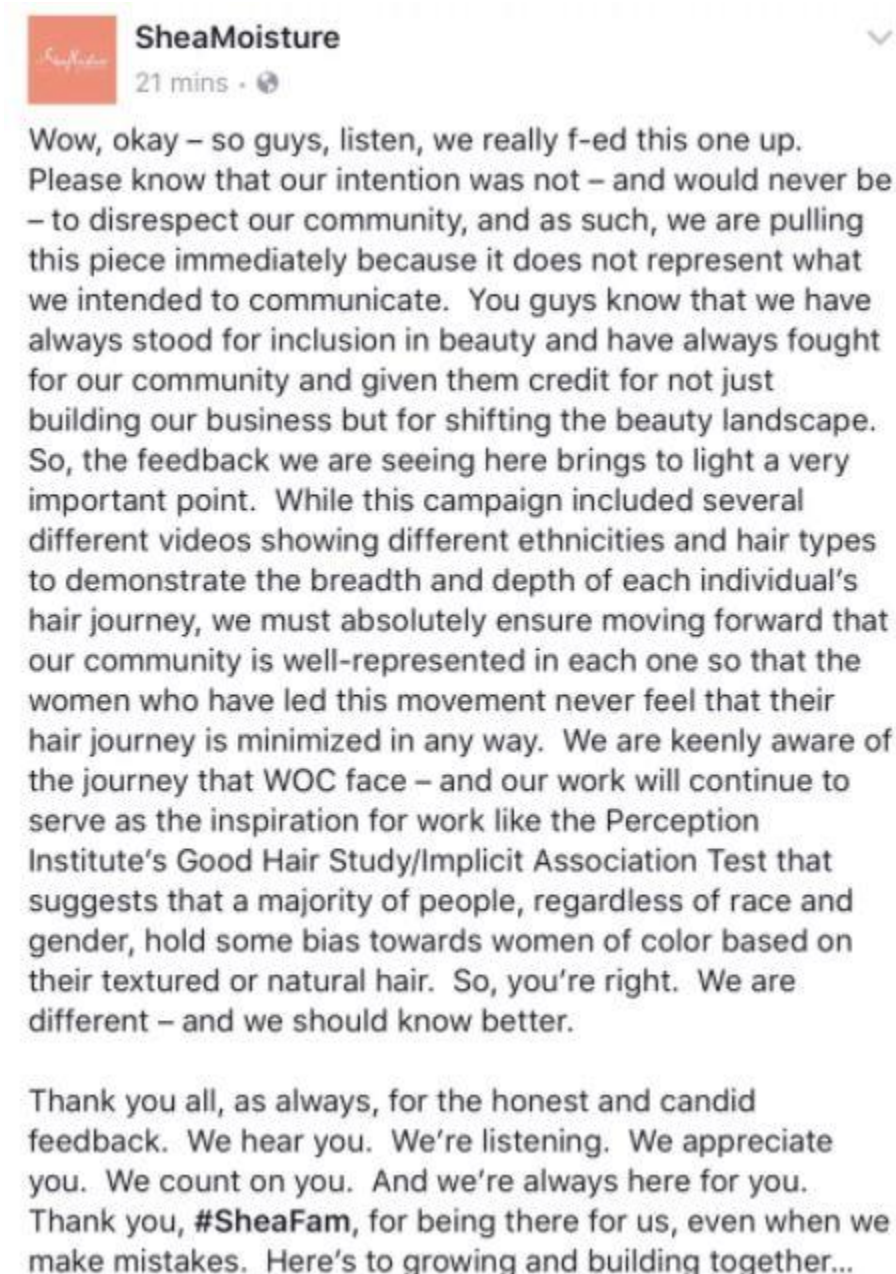 SheaMoisture
SheaMoisture
21 mins ·
Wow, okay – so guys, listen, we really f-ed this one up.
Please know that our intention was not – and would never be
– to disrespect our community, and as such, we are pulling
this piece immediately because it does not represent what
we intended to communicate.  You guys know that we have
always stood for inclusion in beauty and have always fought
for our community and given them credit for not just
building our business but for shifting the beauty landscape.
So, the feedback we are seeing here brings to light a very
important point.  While this campaign included several
different videos showing different ethnicities and hair types
to demonstrate the breadth and depth of each individual’s
hair journey, we must absolutely ensure moving forward that
our community is well-represented in each one so that the
women who have led this movement never feel that their
hair journey is minimized in any way.  We are keenly aware of
the journey that WOC face – and our work will continue to
serve as the inspiration for work like the Perception
Institute’s Good Hair Study/Implicit Association Test that
suggests that a majority of people, regardless of race and
gender, hold some bias towards women of color based on
their textured or natural hair.  So, you’re right.  We are
different – and we should know better.
Thank you all, as always, for the honest and candid
feedback.  We hear you.  We’re listening.  We appreciate
you.  We count on you.  And we’re always here for you.
Thank you, #SheaFam, for being there for us, even when we
make mistakes.  Here’s to growing and building together...